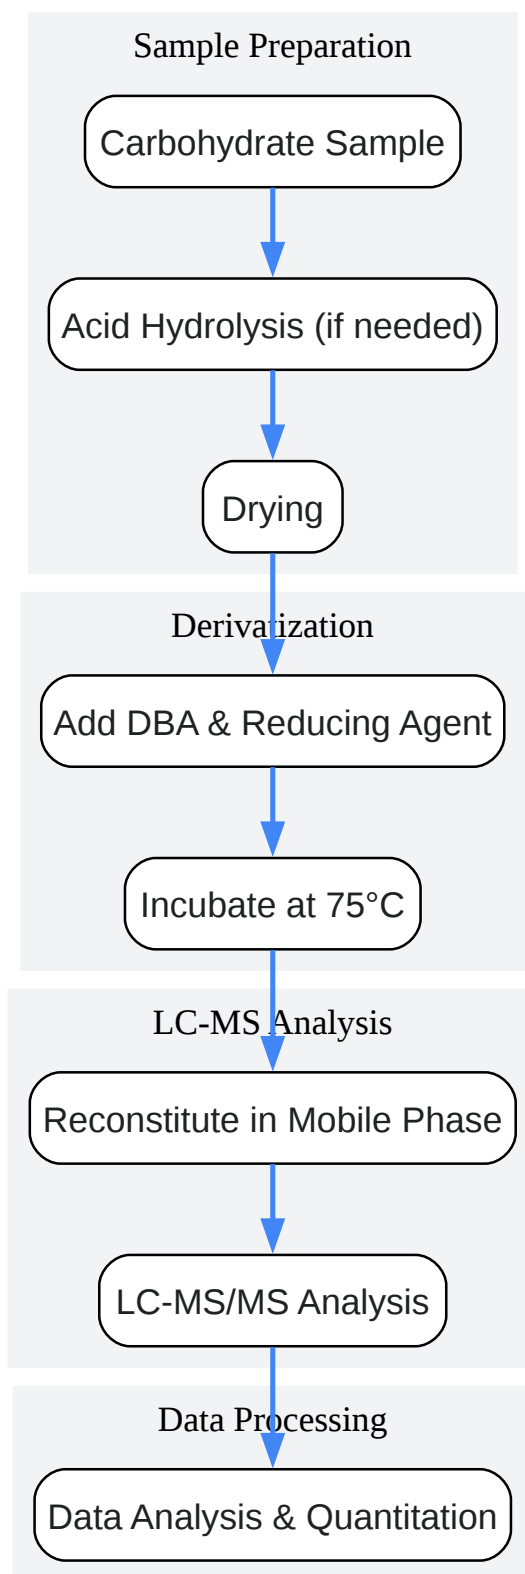 Sample Preparation
Carbohydrate Sample
Acid Hydrolysis (if needed)
Drying
Derivatization
Add DBA & Reducing Agent
Incubate at 75°C
LC-MS Analysis
Reconstitute in Mobile Phase
LC-MS/MS Analysis
Data Processing
Data Analysis & Quantitation